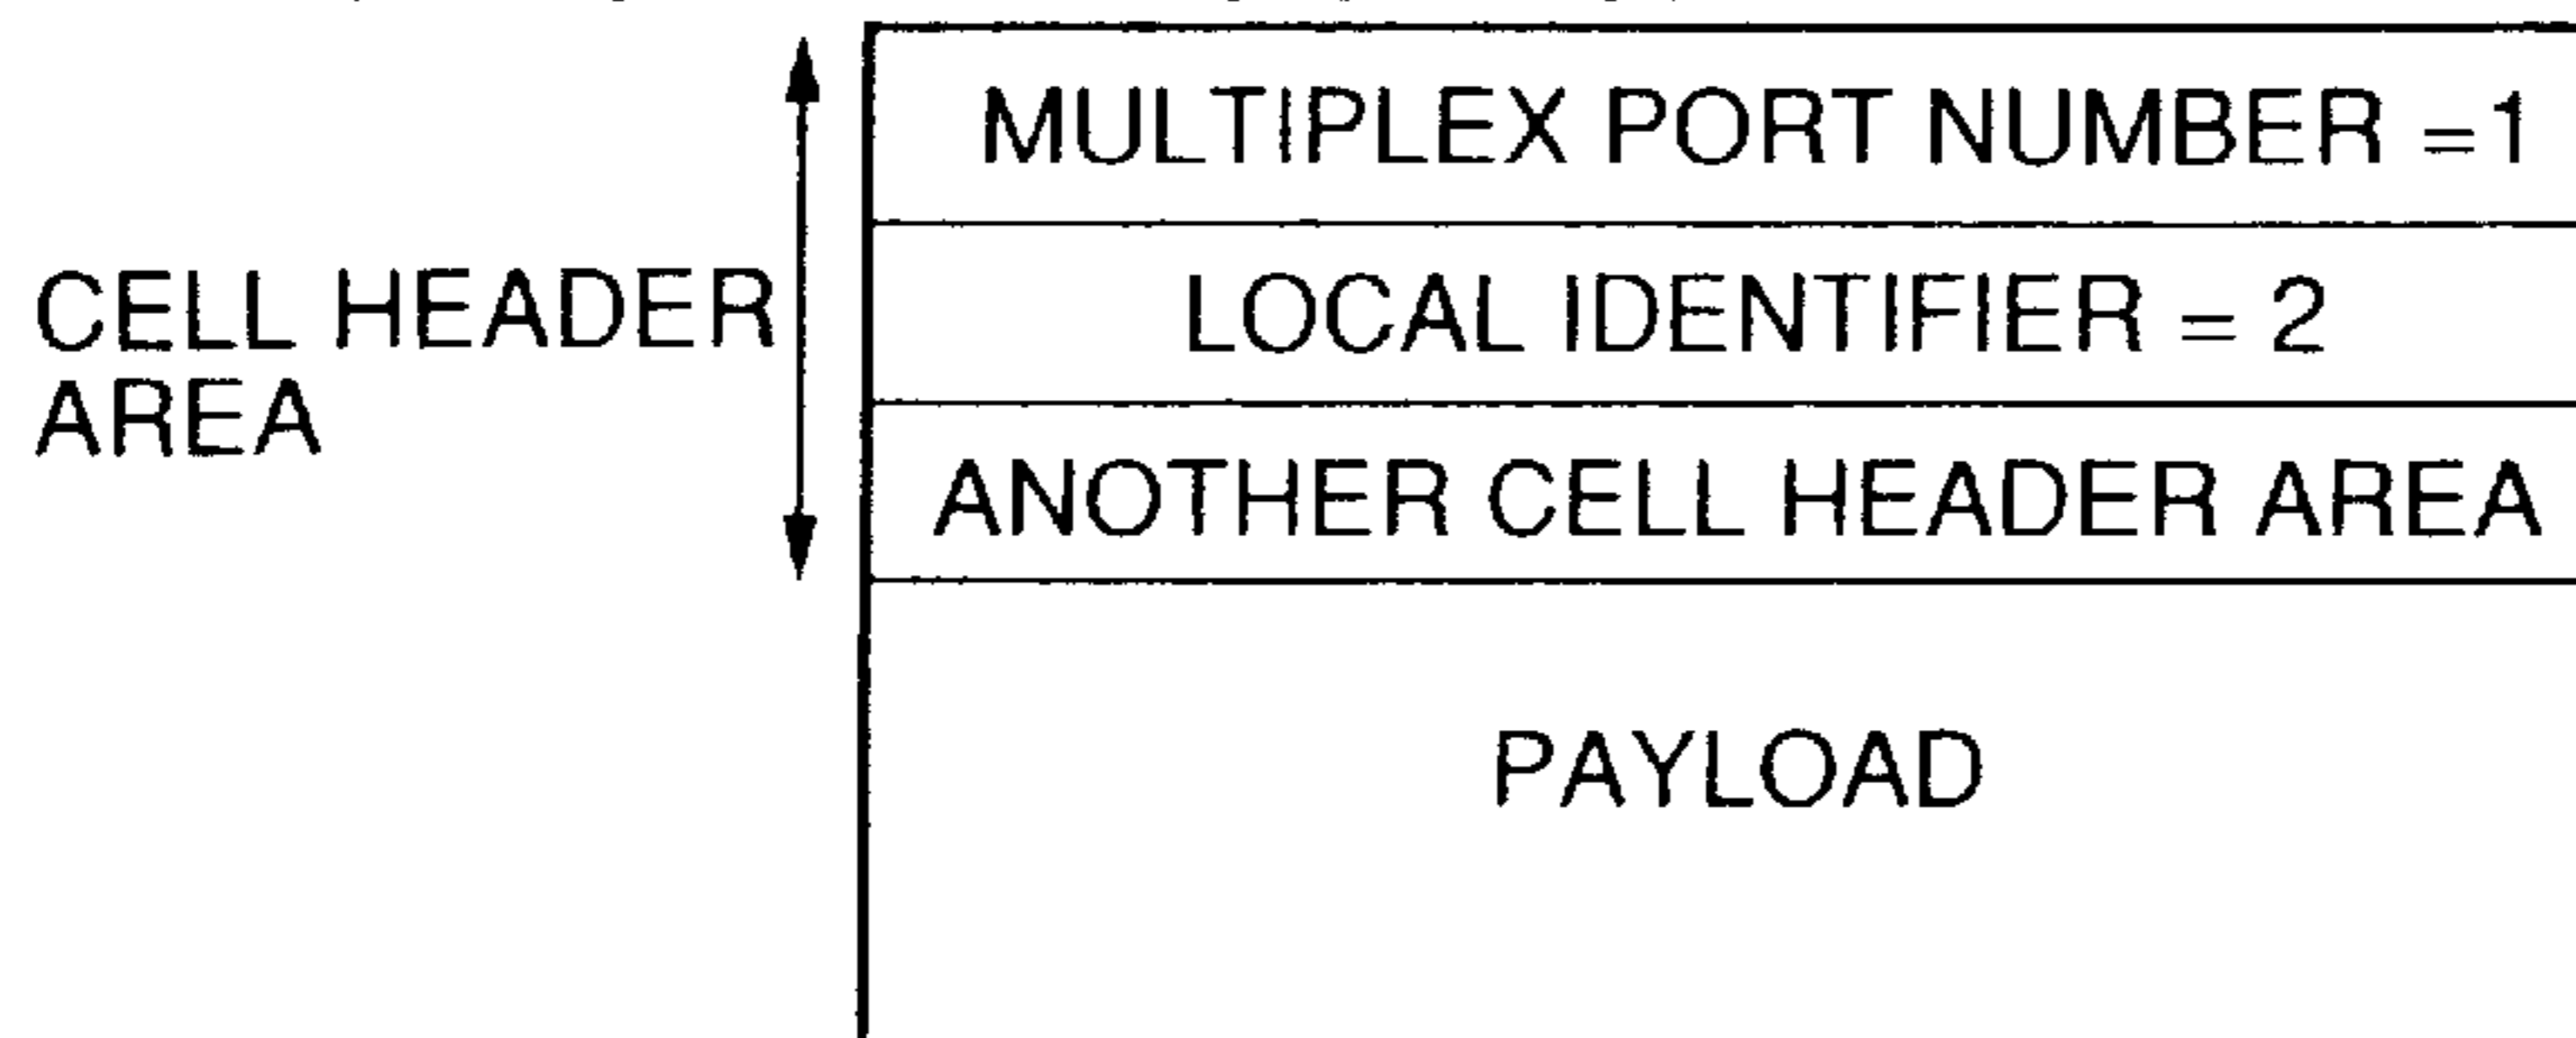 MULTIPLEX PORT NUMBER =1
CELL HEADER
AREA
LOCAL IDENTIFIER = 2
ANOTHER CELL HEADER AREA
PAYLOAD